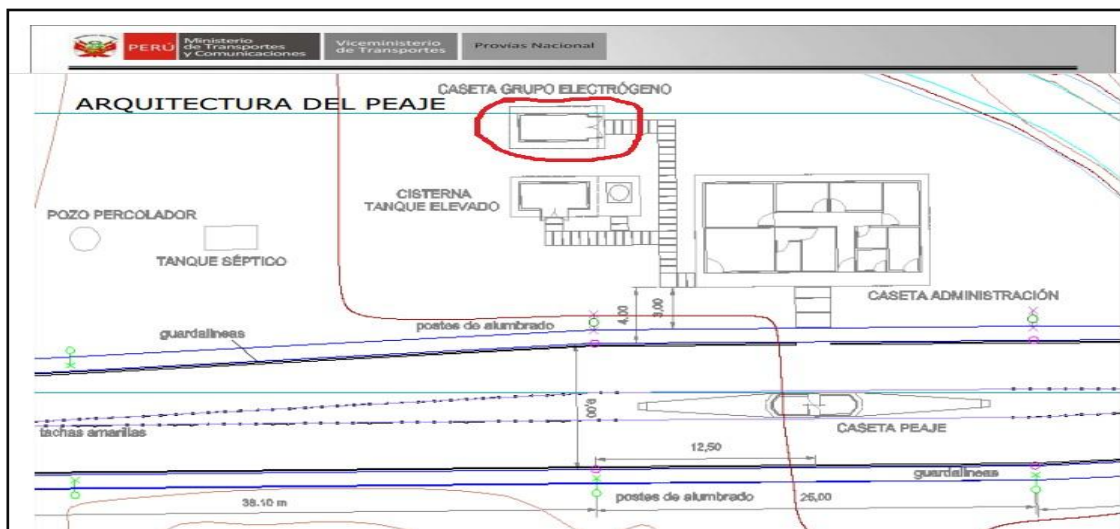 PERÚ
Ministerio
de Transportes
y Comunicaciones
Viceministerio
de Transportes
Provías Nacional
CASETA GRUPO ELECTRÓGENO
ARQUITECTURA DEL PEAJE
CISTERNA
TANQUE ELEVADO
POZO PERCOLADOR
TANQUE SÉPTICO
CASETA ADMINISTRACIÓN
4,00
3,00
postes de alumbrado
guardalineas
9,00
tachas amarillas
CASETA PEAJE
12,50
guardalineas
38.10 m
postes de alumbrado
25,00